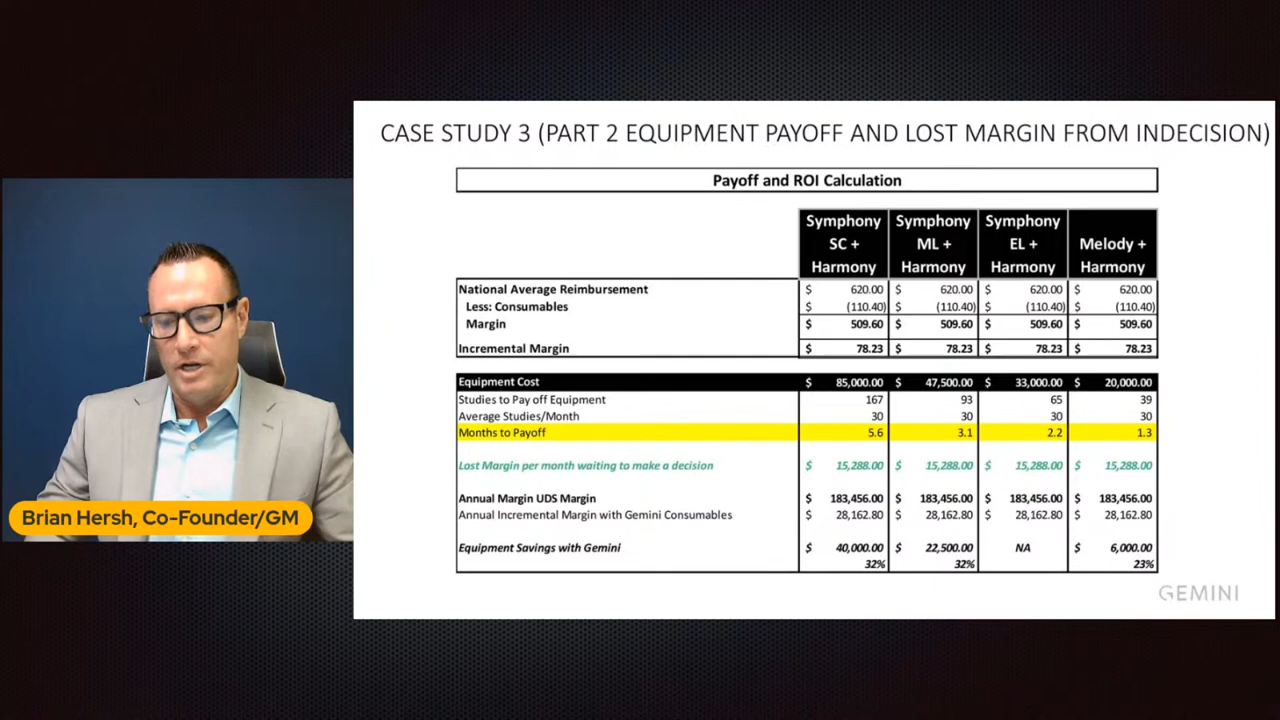 CASE STUDY 3 (PART 2 EQUIPMENT PAYOFF AND LOST MARGIN FROM INDECISION)
Payoff and ROI Calculation
Symphony SC + Harmony Symphony ML + Harmony Symphony EL + Harmony Melody + Harmony
National Average Reimbursement $ 620.00 $ 620.00 $ 620.00 $ 620.00
Less: Consumables (110.40) $ (110.40) $ (110.40) $ (110.40)
Margin $ 509.60 $ 509.60 $ 509.60 $ 509.60
Incremental Margin $ 78.23 $ 78.23 $ 78.23 $ 78.23
Equipment Cost $ 85,000.00 $ 47,500.00 $ 33,000.00 $ 20,000.00
Studies to Pay off Equipment 167 93 65 39
Average Studies/Month 30 30 30 30
Months to Payoff 5.6 3.1 2.2 1.3
Lost Margin per month waiting to make a decision $ 15,288.00 $ 15,288.00 $ 15,288.00 $ 15,288.00
Annual Margin UDS Margin $ 183,456.00 $ 183,456.00 $ 183,456.00 $ 183,456.00
Annual Incremental Margin with Gemini Consumables $ 28,162.80 $ 28,162.80 $ 28,162.80 $ 28,162.80
Equipment Savings with Gemini $ 40,000.00 $ 22,500.00 NA $ 6,000.00
32% 32% 23%
GEMINI
Brian Hersh, Co-Founder/GM